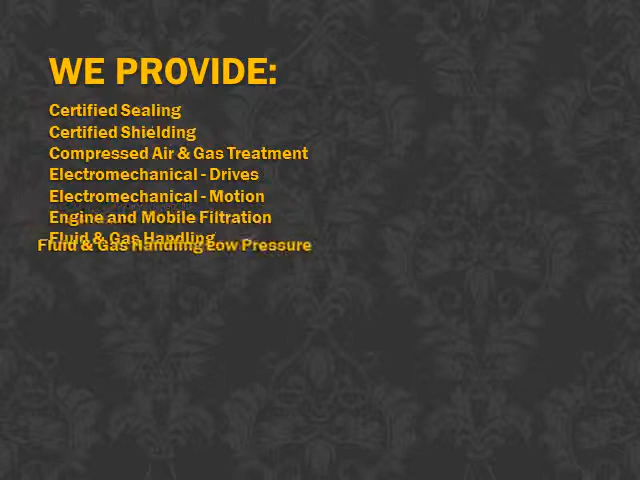 WE PROVIDE:
Certified Sealing
Certified Shielding
Compressed Air & Gas Treatment
Electromechanical - Drives
Electromechanical - Motion
Engine and Mobile Filtration
Fluid & Gas Handling
Fluid & Gas Handling Low Pressure